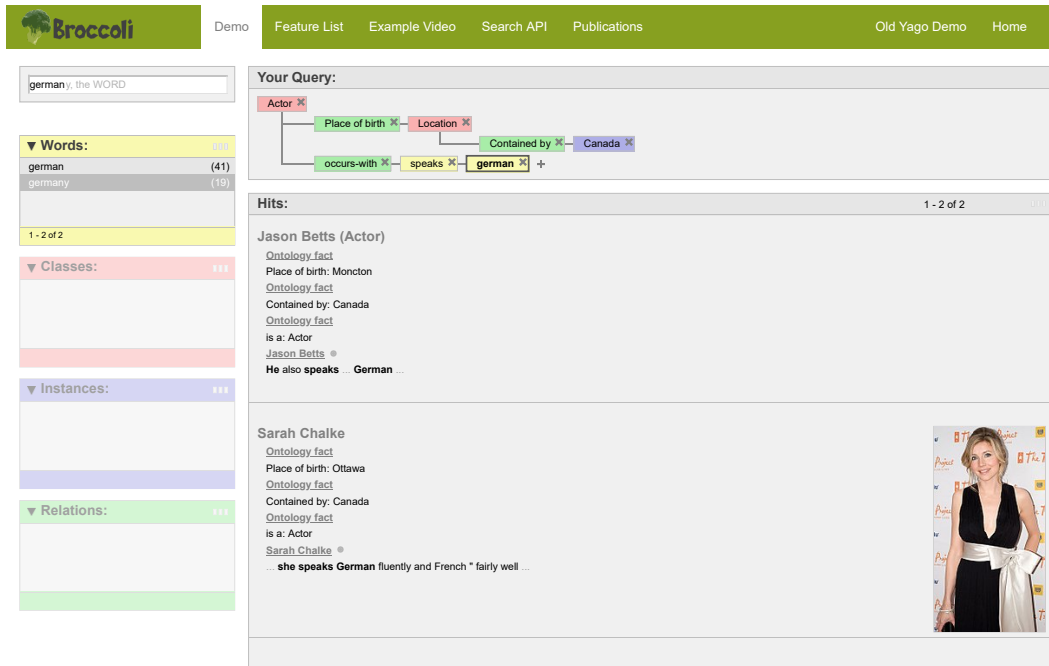 Broccoli Demo Feature List Example Video Search API Publications Old Yago Demo Home
germany, the WORD
▼ Words:
german (41)
germany (19)
1 - 2 of 2
▼ Classes:
▼ Instances:
▼ Relations:
Your Query:
Actor ✖
Place of birth ✖ Location ✖
Contained by ✖ Canada ✖
occurs-with ✖ speaks ✖ german ✖ +
Hits: 1 - 2 of 2
Jason Betts (Actor)
Ontology fact
Place of birth: Moncton
Ontology fact
Contained by: Canada
Ontology fact
is a: Actor
Jason Betts
He also speaks ... German ...
Sarah Chalke
Ontology fact
Place of birth: Ottawa
Ontology fact
Contained by: Canada
Ontology fact
is a: Actor
Sarah Chalke
... she speaks German fluently and French " fairly well ...